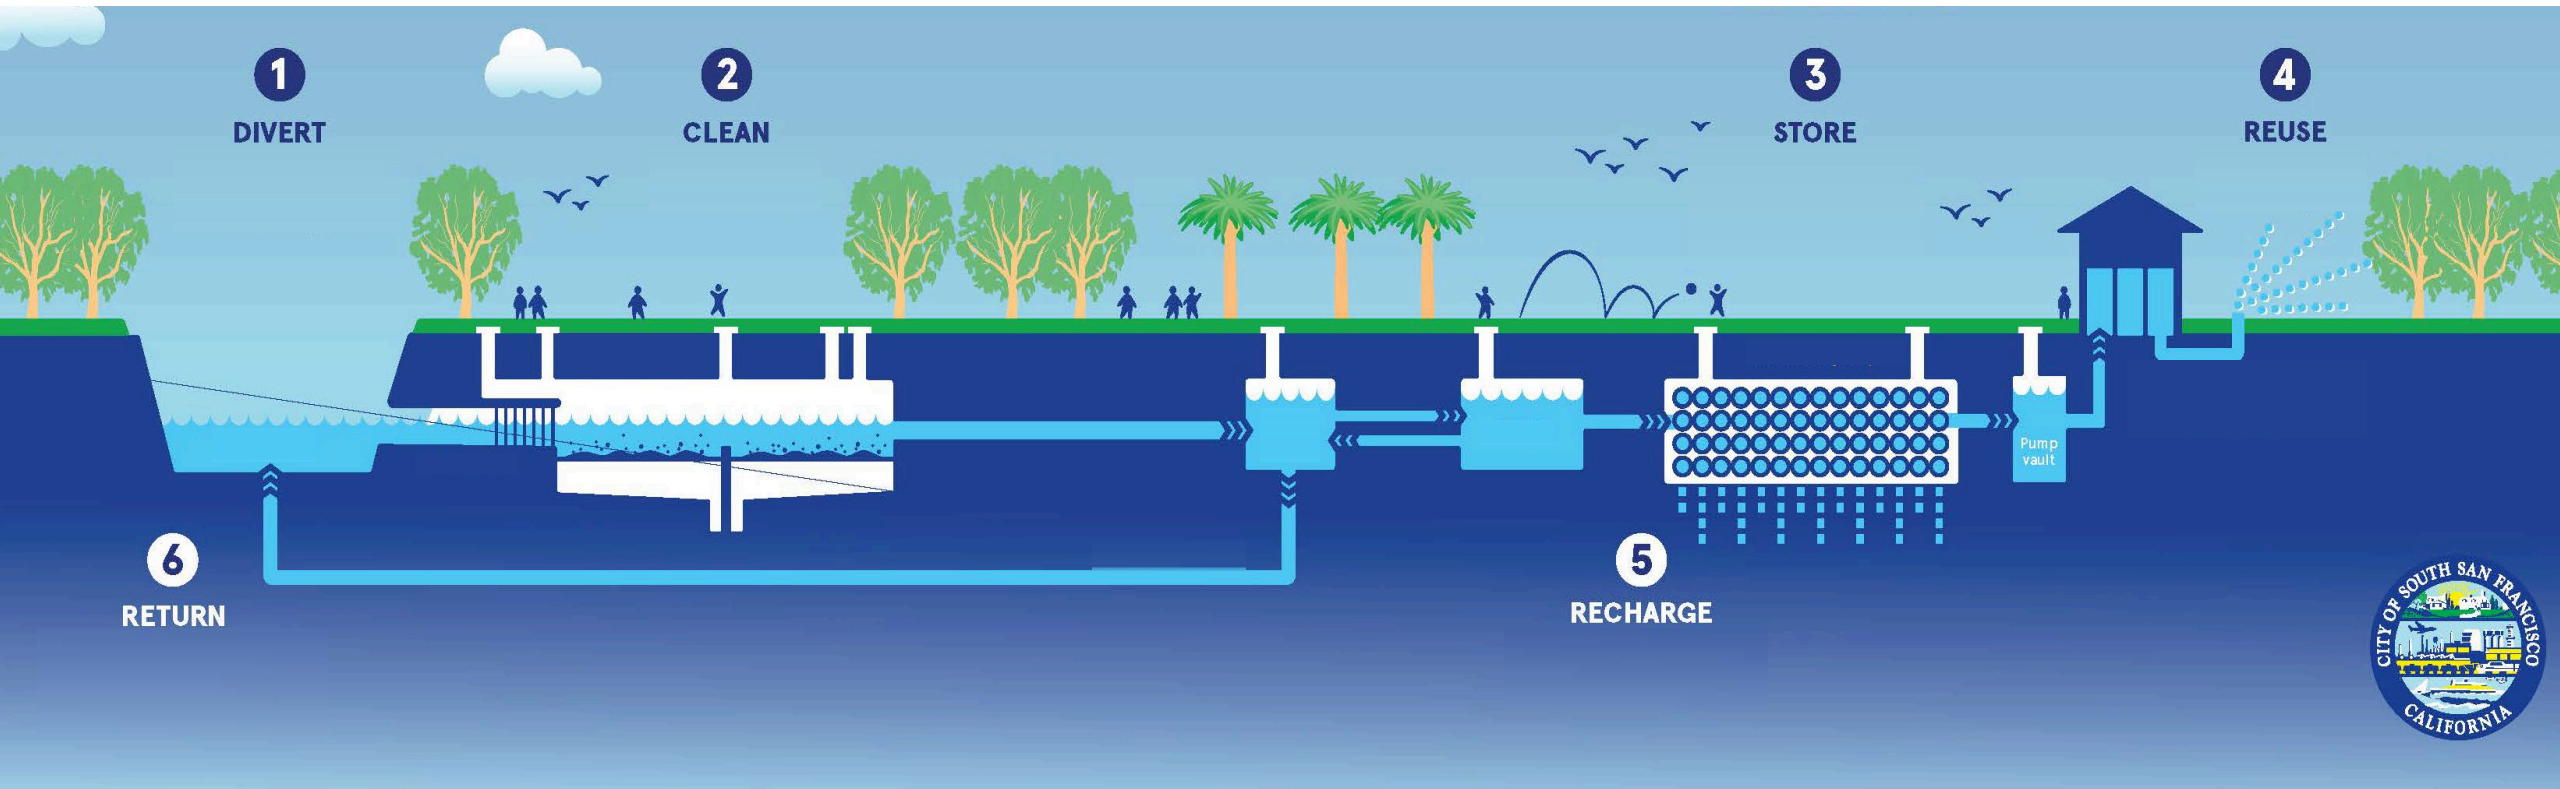 1
DIVERT
2
CLEAN
3
STORE
4
REUSE
Pump
vault
6
RETURN
5
RECHARGE
CITY OF SOUTH SAN FRANCISCO
CALIFORNIA